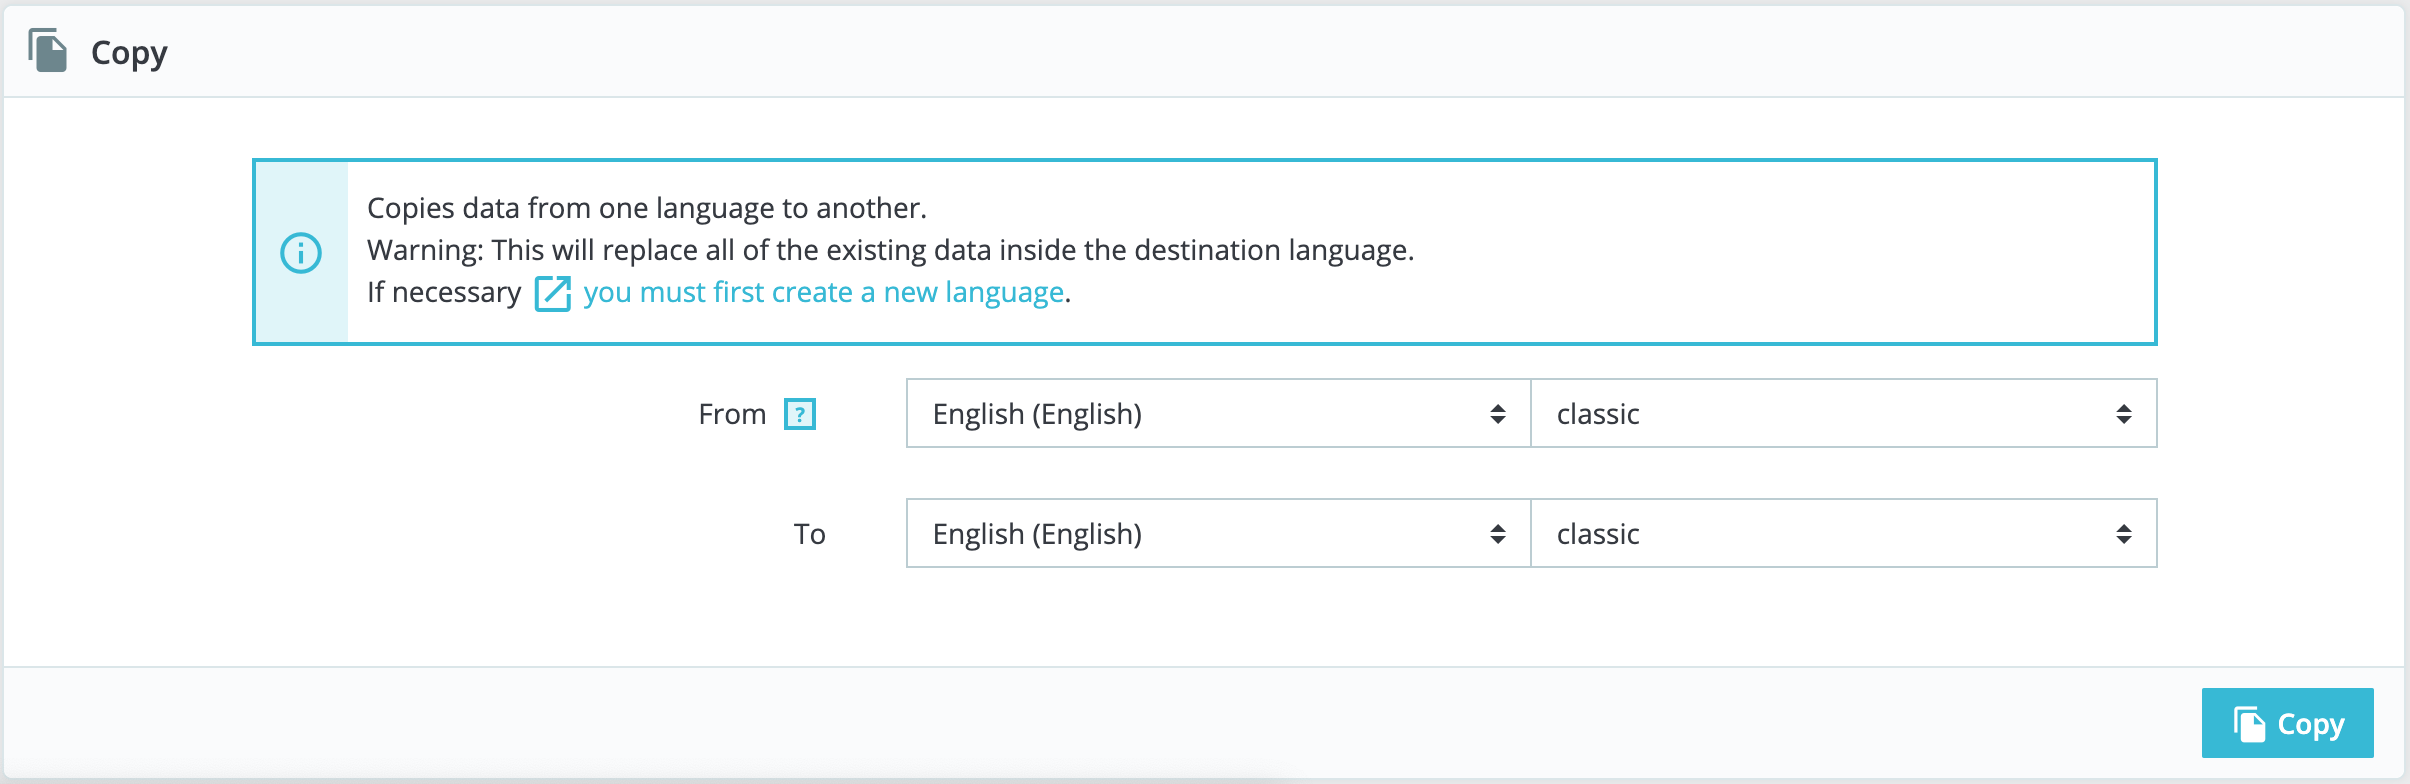 Copy
Copies data from one language to another.
Warning: This will replace all of the existing data inside the destination language.
If necessary you must first create a new language.
From ? English (English) classic
To English (English) classic
Copy